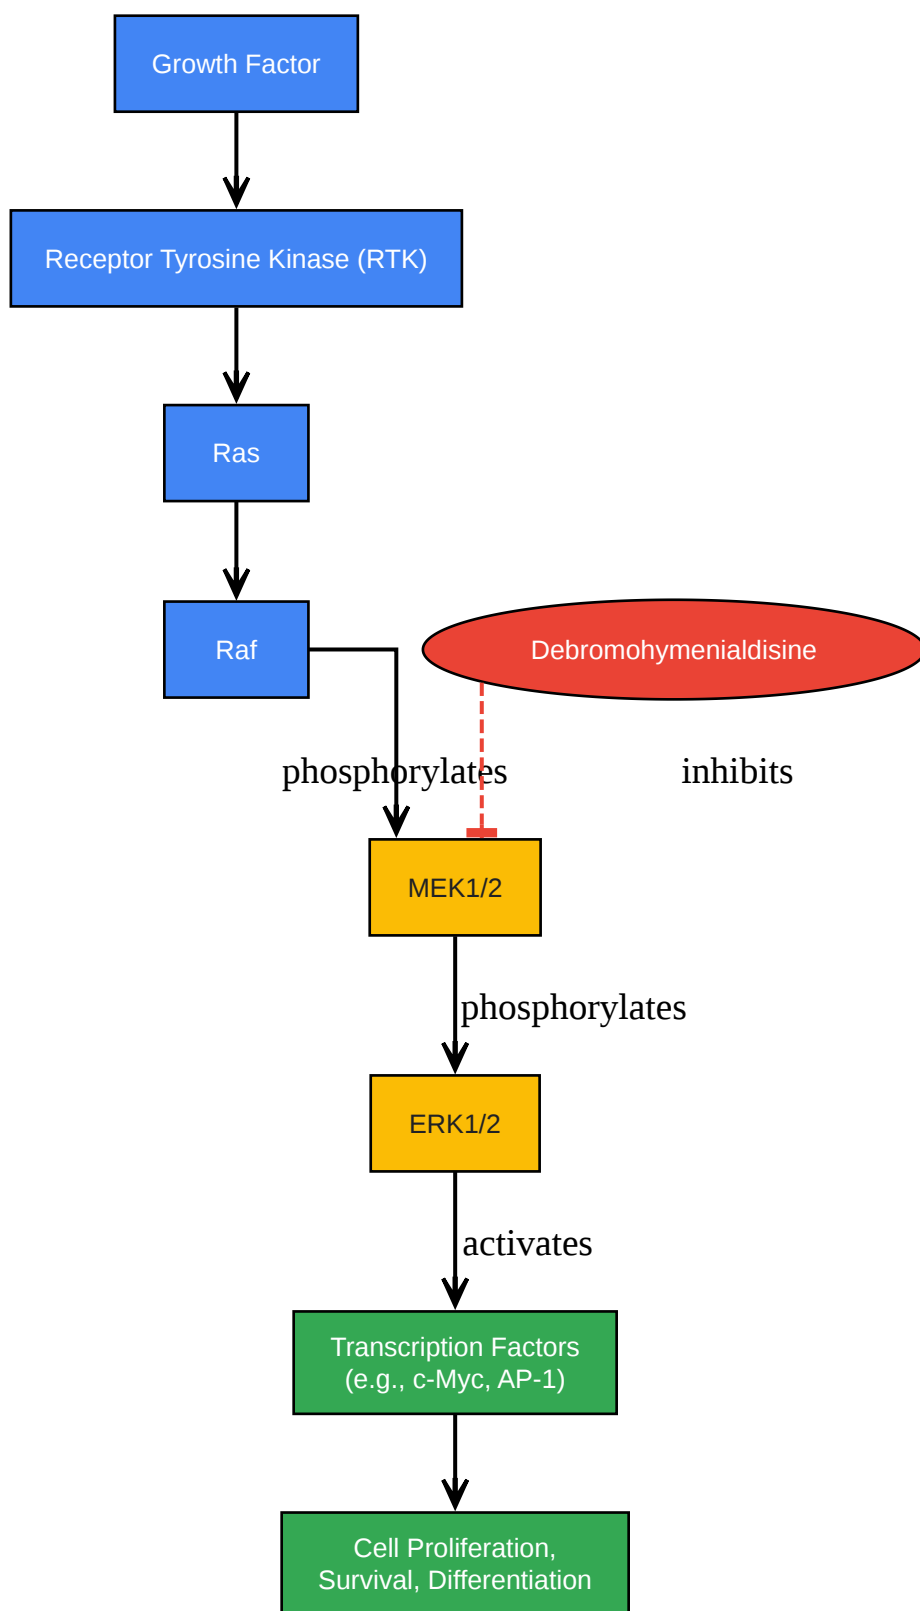 Growth Factor
Receptor Tyrosine Kinase (RTK)
Ras
Raf
Debromohymenialdisine
phosphorylates
inhibits
MEK1/2
phosphorylates
ERK1/2
activates
Transcription Factors
(e.g., c-Myc, AP-1)
Cell Proliferation,
Survival, Differentiation